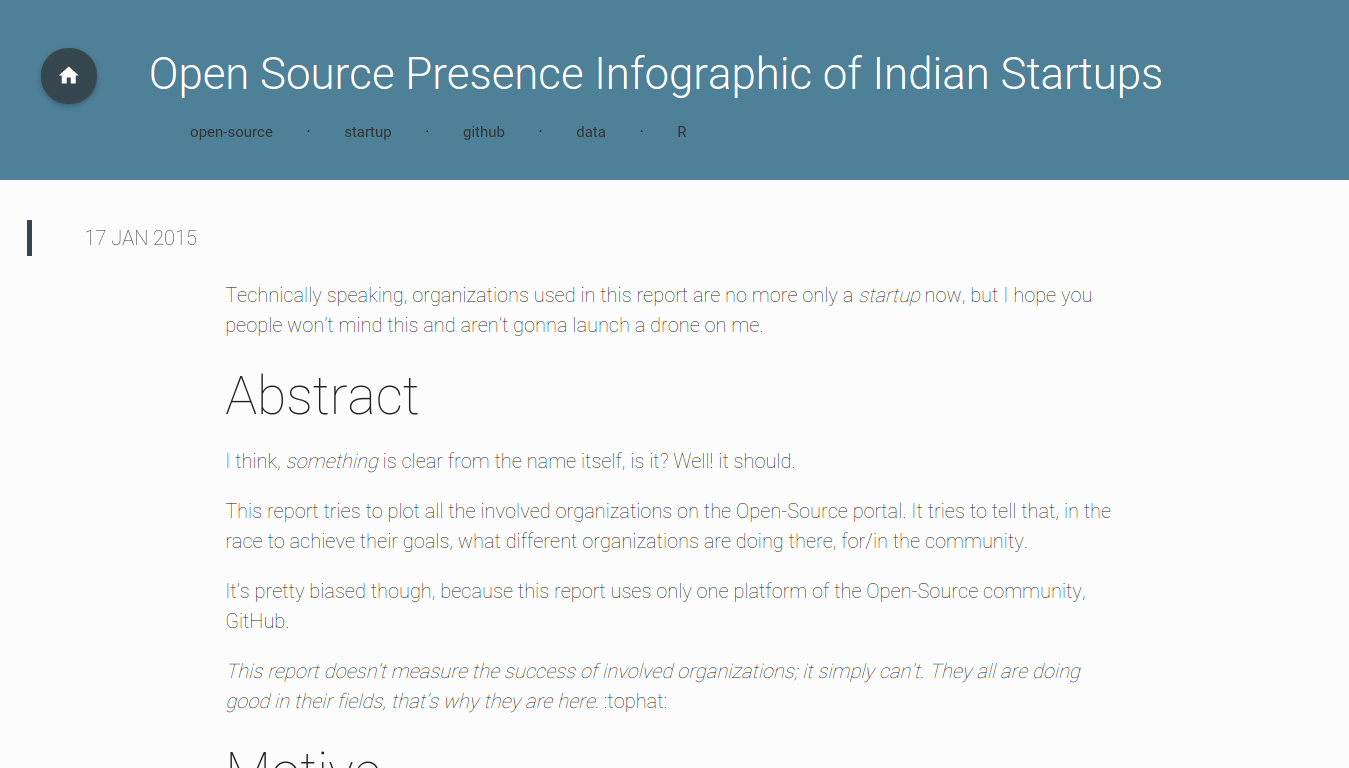 Open Source Presence Infographic of Indian Startups
open-source · startup · github · data · R
17 JAN 2015
Technically speaking, organizations used in this report are no more only a startup now, but I hope you
people won't mind this and aren't gonna launch a drone on me.
Abstract
I think, something is clear from the name itself, is it? Well! it should.
This report tries to plot all the involved organizations on the Open-Source portal. It tries to tell that, in the
race to achieve their goals, what different organizations are doing there, for/in the community.
It's pretty biased though, because this report uses only one platform of the Open-Source community,
GitHub.
This report doesn't measure the success of involved organizations; it simply can't. They all are doing
good in their fields, that's why they are here. :tophat:
Motive